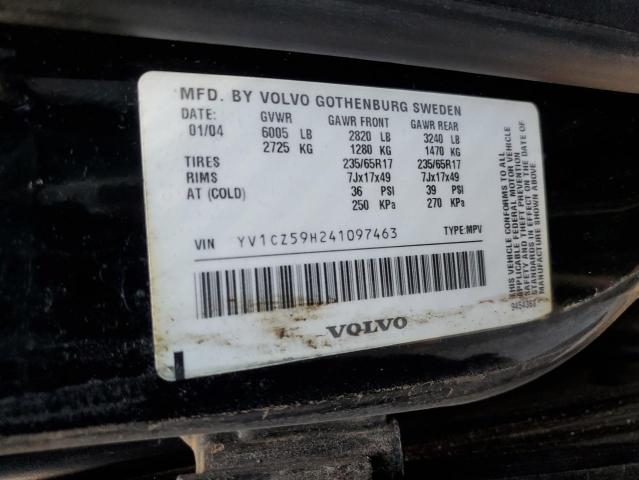 MFD. BY VOLVO GOTHENBURG SWEDEN
DATE: GVWR GAWR FRONT GAWR REAR
01/04 6005 LB 2820 LB 3240 LB
2725 KG 1280 KG 1470 KG
TIRES 235/65R17 235/65R17
RIMS 7Jx17x49 7Jx17x49
AT (COLD) 36 PSI 39 PSI
250 KPa 270 KPa
VIN YV1CZ59H241097463 TYPE:MPV
VOLVO
THIS VEHICLE CONFORMS TO ALL
APPLICABLE FEDERAL MOTOR VEHICLE
SAFETY AND THEFT PREVENTION
STANDARDS IN EFFECT ON THE DATE OF
MANUFACTURE SHOWN ABOVE